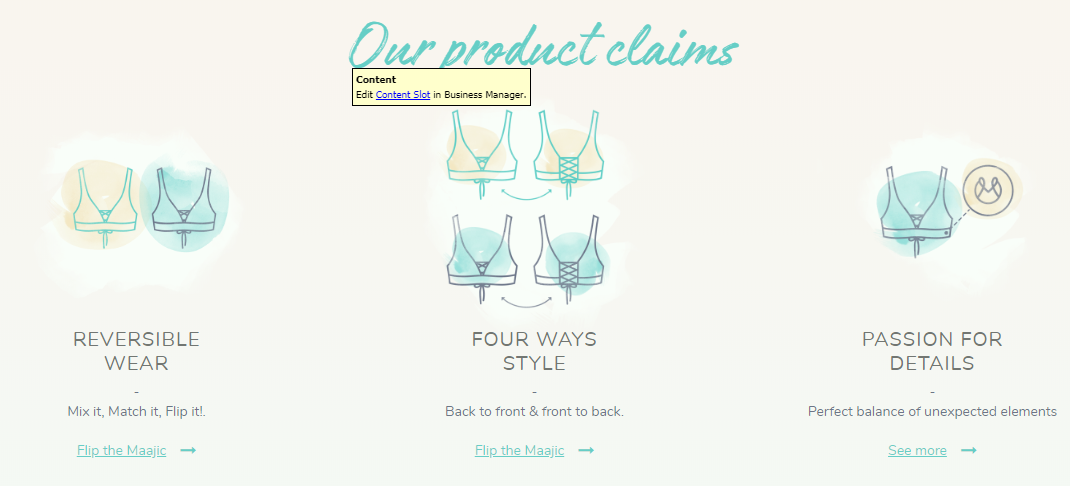 Our product claims
Content
Edit Content Slot in Business Manager.
REVERSIBLE
WEAR
-
Mix it, Match it, Flip it!.
Flip the Maajic
FOUR WAYS
STYLE
-
Back to front & front to back.
Flip the Maajic
PASSION FOR
DETAILS
-
Perfect balance of unexpected elements
See more